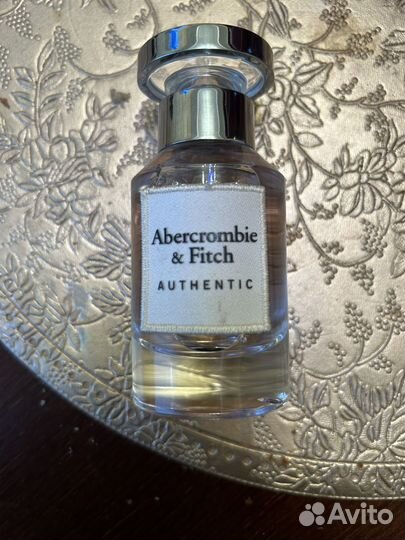 Abercrombie
& Fitch
AUTHENTIC
Avito